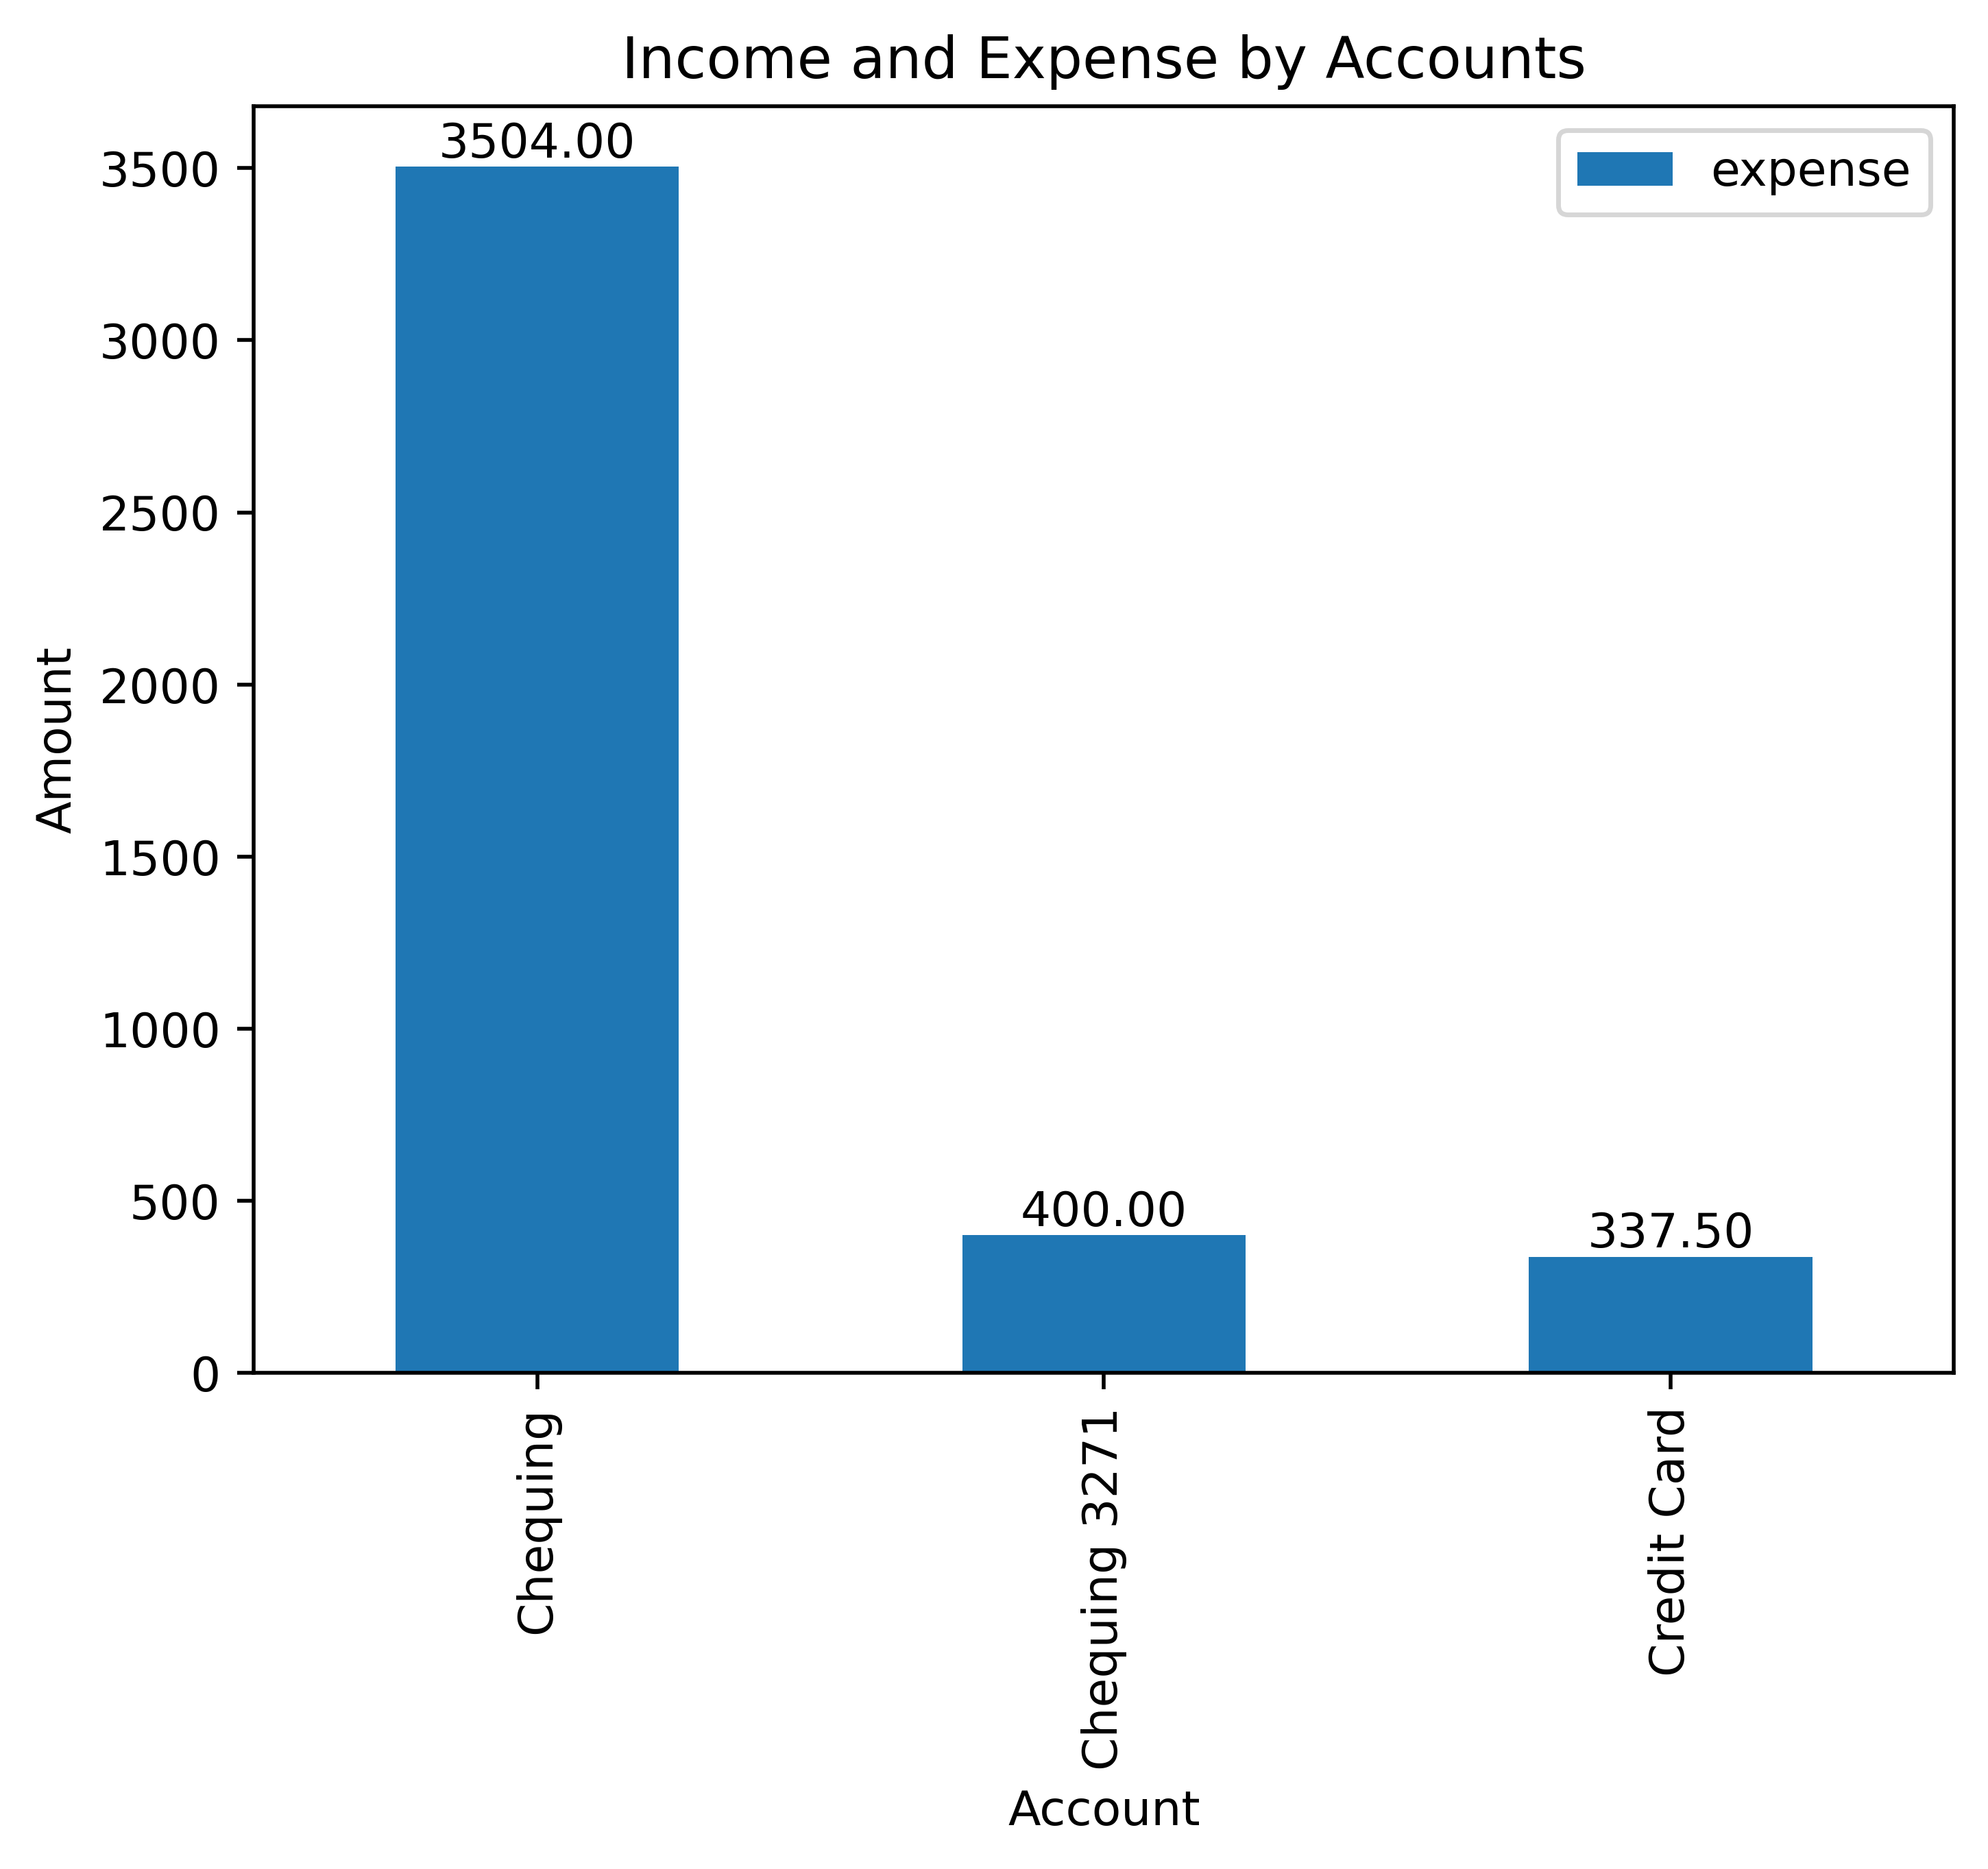 Income and Expense by Accounts
3504.00
expense
3500
3000
2500
2000
1500
1000
500
0
Amount
400.00
337.50
Chequing
Chequing 3271
Credit Card
Account